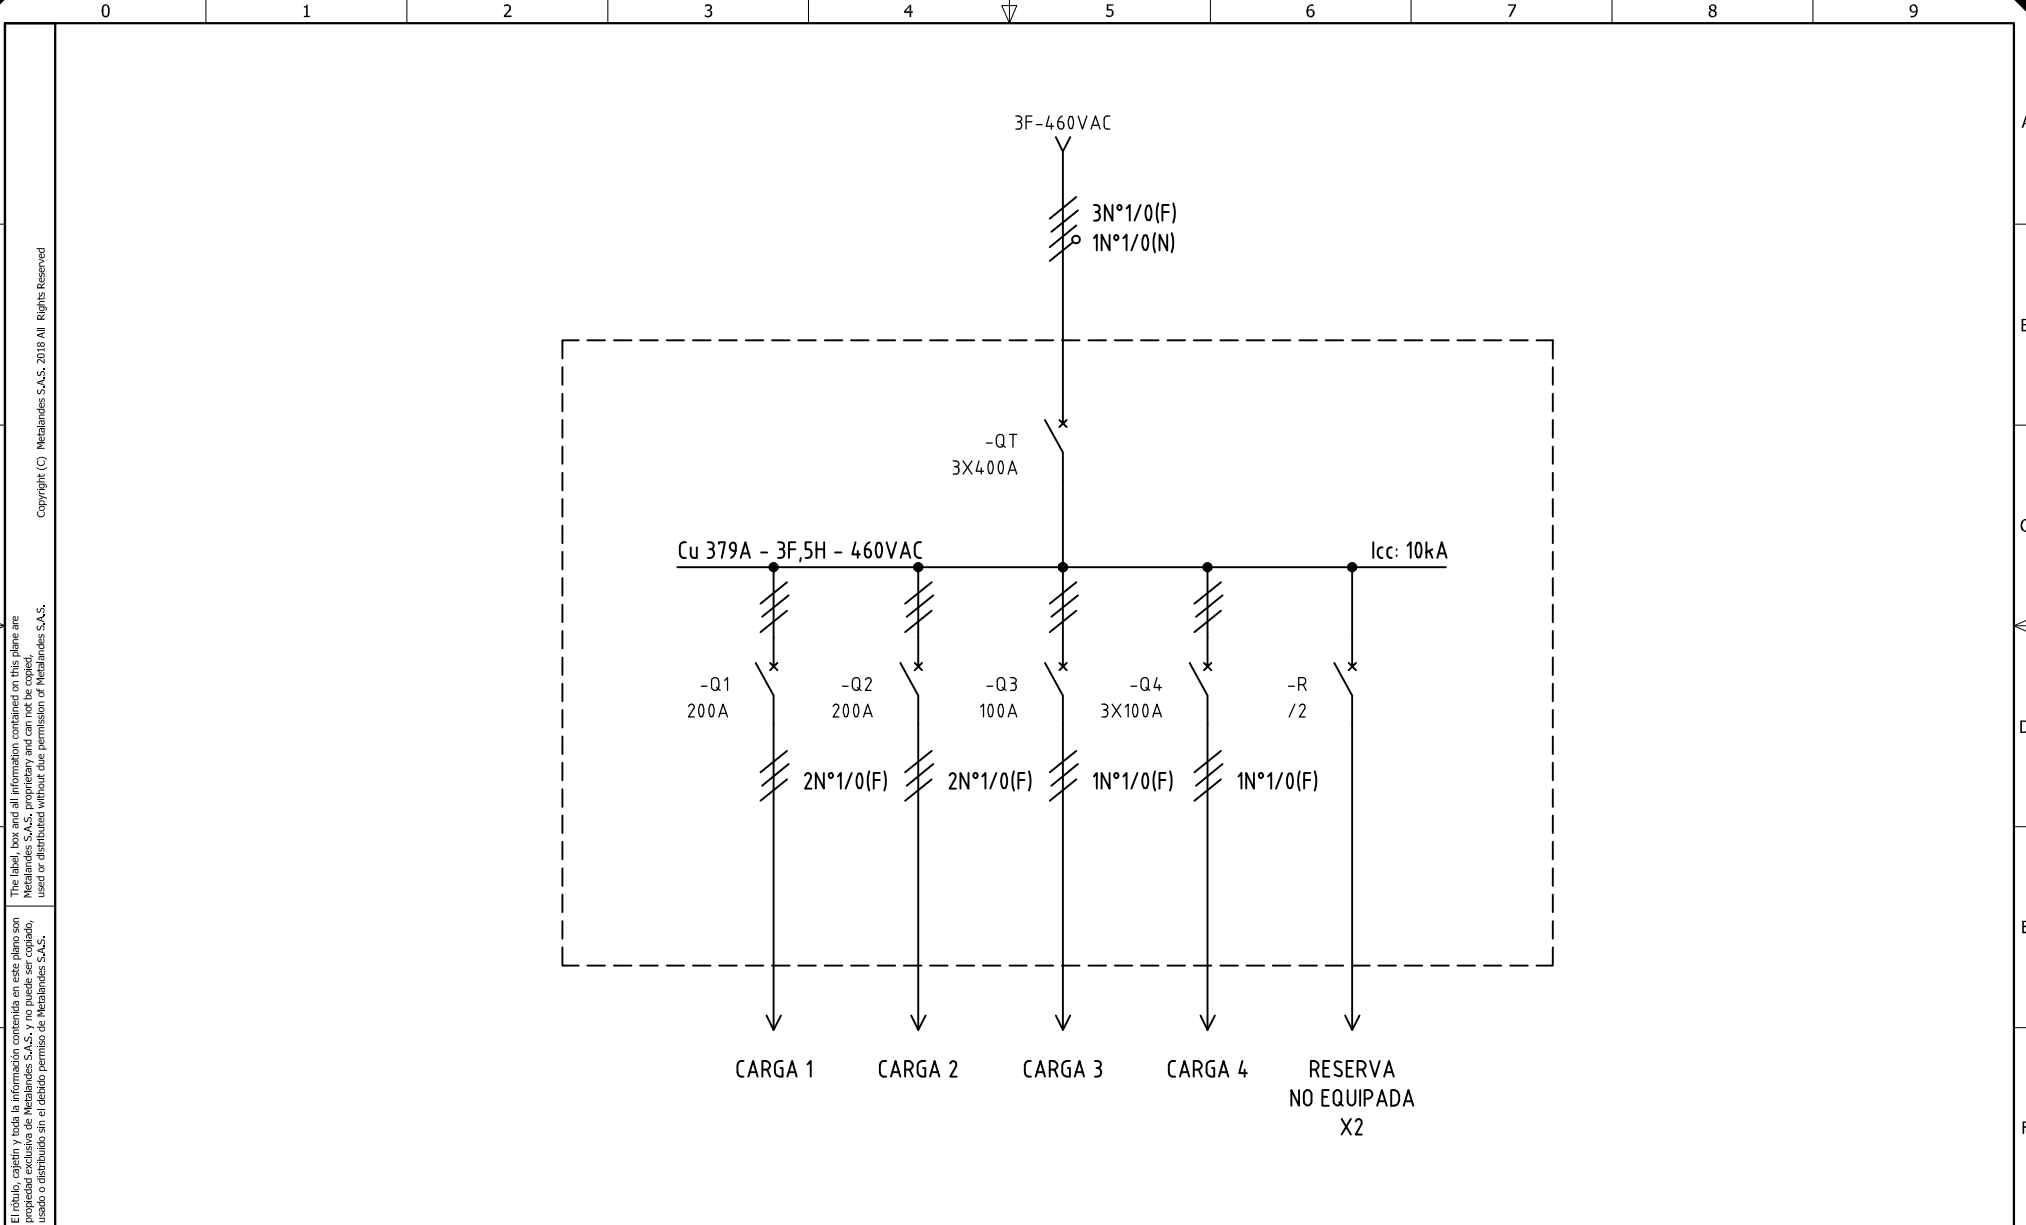 0 1 2 3 4 5 6 7 8 9
3F-460VAC
3N°1/0(F)
1N°1/0(N)
-QT
3X400A
Cu 379A - 3F,5H - 460VAC
Icc: 10kA
-Q1
200A
-Q2
200A
-Q3
100A
-Q4
3X100A
-R
/2
2N°1/0(F)
2N°1/0(F)
1N°1/0(F)
1N°1/0(F)
CARGA 1
CARGA 2
CARGA 3
CARGA 4
RESERVA
NO EQUIPADA
X2
C
D
Copyright (C) Metalandes S.A.S. 2018 All Rights Reserved
The label, box and all information contained on this plane are
Metalandes S.A.S. proprietary and can not be copied,
used or distributed without due permission of Metalandes S.A.S.
El rótulo, cajetín y toda la información contenida en este plano son
propiedad exclusiva de Metalandes S.A.S. y no puede ser copiado,
usado o distribuido sin el debido permiso de Metalandes S.A.S.